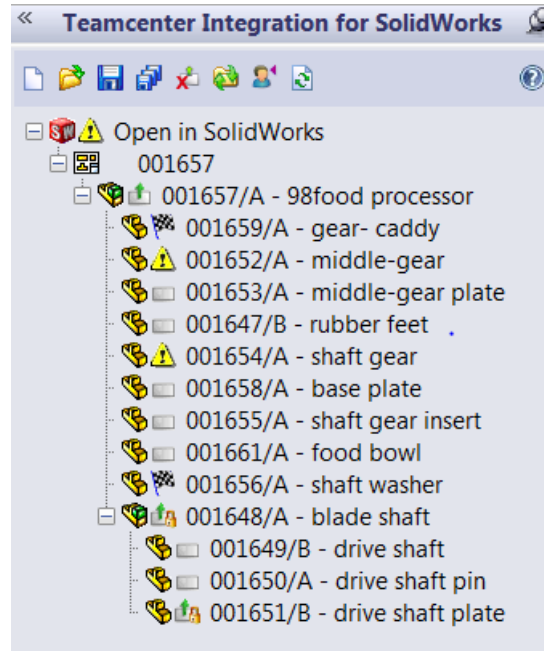 Teamcenter Integration for SolidWorks
Open in SolidWorks
001657
001657/A - 98food processor
001659/A - gear- caddy
001652/A - middle-gear
001653/A - middle-gear plate
001647/B - rubber feet
001654/A - shaft gear
001658/A - base plate
001655/A - shaft gear insert
001661/A - food bowl
001656/A - shaft washer
001648/A - blade shaft
001649/B - drive shaft
001650/A - drive shaft pin
001651/B - drive shaft plate